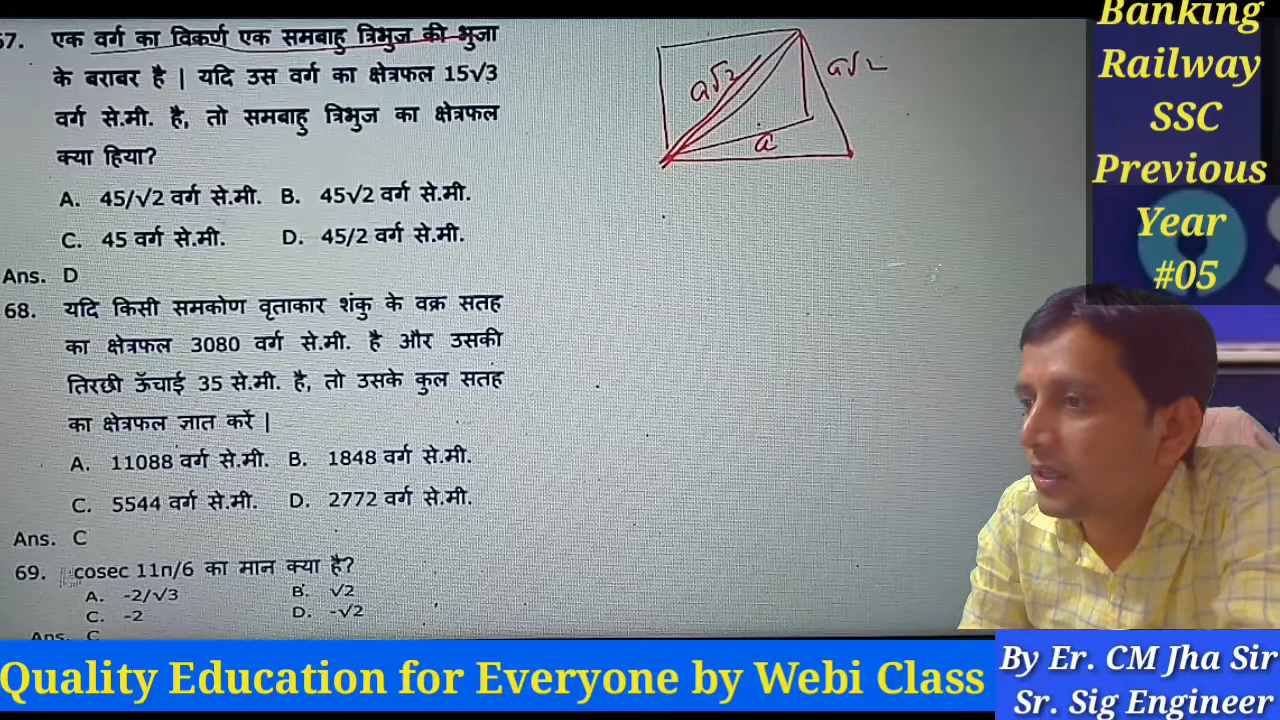 67. एक वर्ग का विकर्ण एक समबाहु त्रिभुज की भुजा
के बराबर है | यदि उस वर्ग का क्षेत्रफल 15√3
वर्ग से.मी. है, तो समबाहु त्रिभुज का क्षेत्रफल
क्या हिया?
A. 45/√2 वर्ग से.मी. B. 45√2 वर्ग से.मी.
C. 45 वर्ग से.मी. D. 45/2 वर्ग से.मी.
Ans. D
68. यदि किसी समकोण वृताकार शंकु के वक्र सतह
का क्षेत्रफल 3080 वर्ग से.मी. है और उसकी
तिरछी ऊँचाई 35 से.मी. है, तो उसके कुल सतह
का क्षेत्रफल ज्ञात करें |
A. 11088 वर्ग से.मी. B. 1848 वर्ग से.मी.
C. 5544 वर्ग से.मी. D. 2772 वर्ग से.मी.
Ans. C
69. cosec 11п/6 का मान क्या है?
A. -2/√3 B. √2
C. -2 D. -√2
Ans. C
a√2
a√2
a
Banking
Railway
SSC
Previous
Year
#05
Quality Education for Everyone by Webi Class
By Er. CM Jha Sir
Sr. Sig Engineer